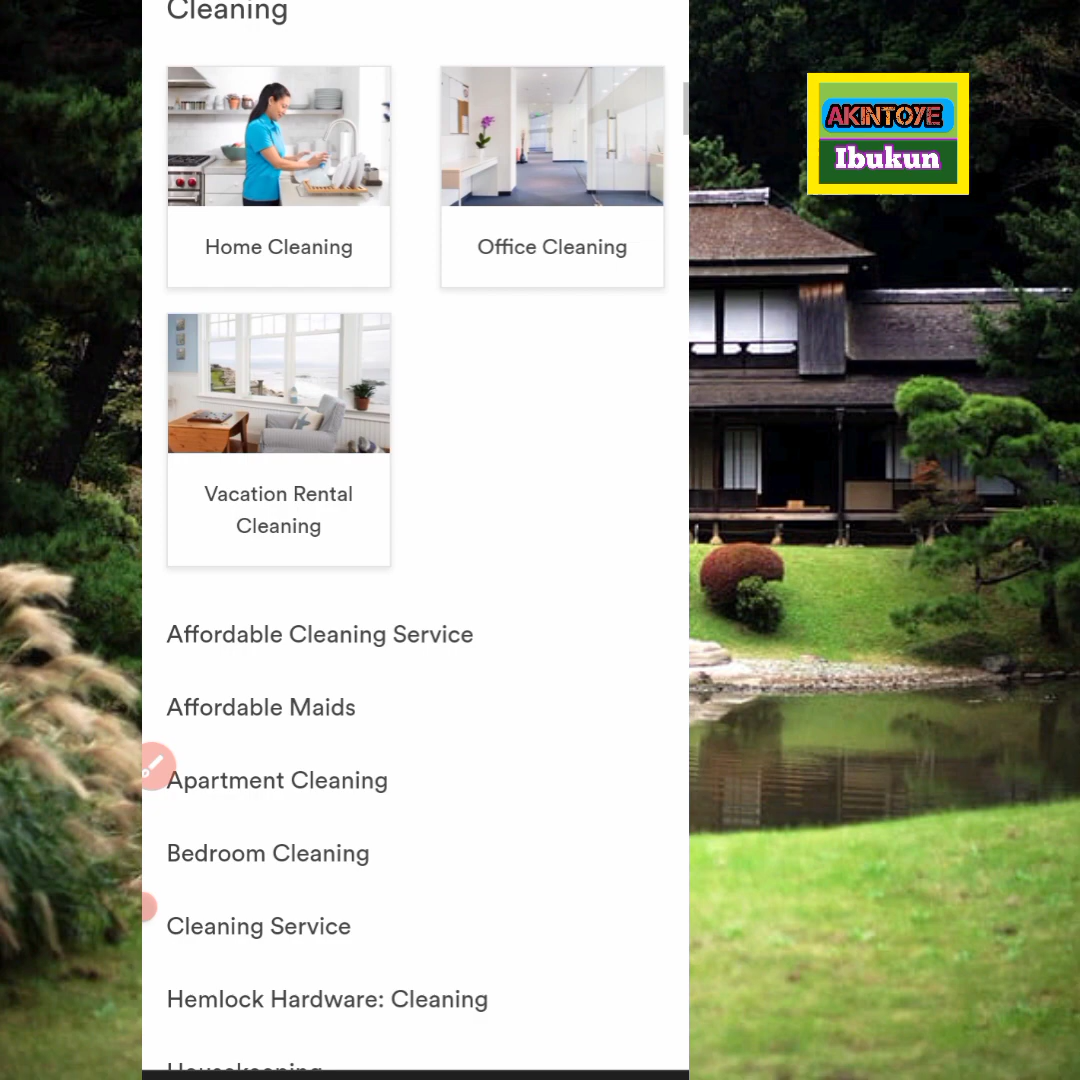 Cleaning
Home Cleaning
Office Cleaning
Vacation Rental
Cleaning
Affordable Cleaning Service
Affordable Maids
Apartment Cleaning
Bedroom Cleaning
Cleaning Service
Hemlock Hardware: Cleaning
Housekeeping
AKINTOYE
Ibukun